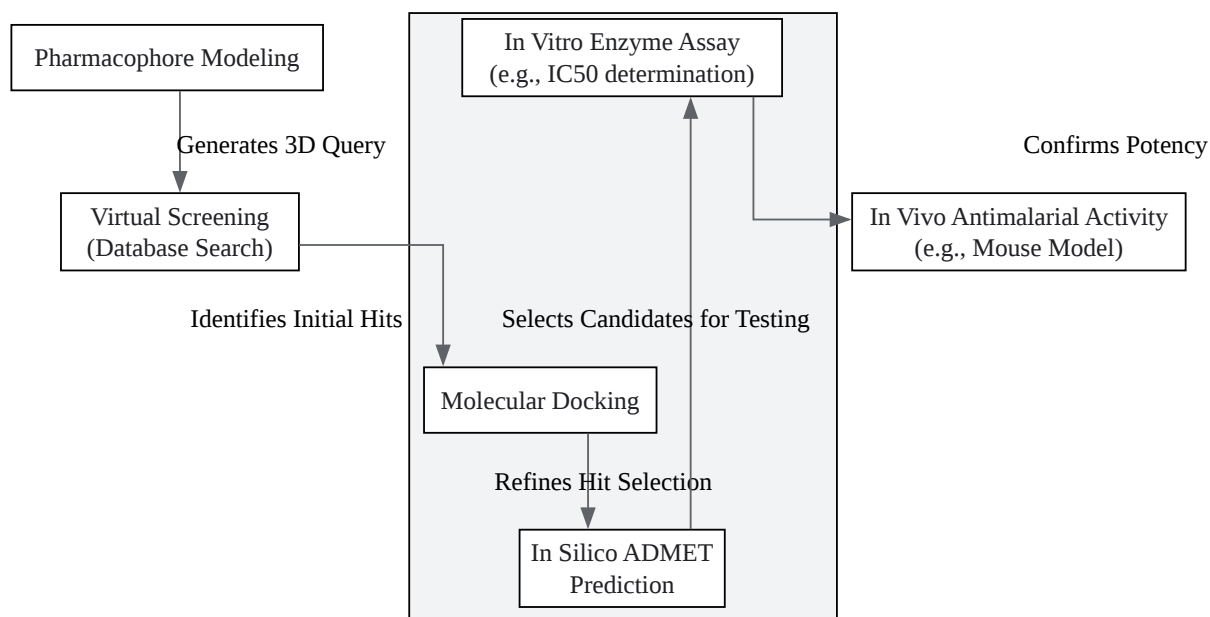 Pharmacophore Modeling
In Vitro Enzyme Assay
(e.g., IC50 determination)
Generates 3D Query
Confirms Potency
Virtual Screening
(Database Search)
In Vivo Antimalarial Activity
(e.g., Mouse Model)
Identifies Initial Hits
Selects Candidates for Testing
Molecular Docking
Refines Hit Selection
In Silico ADMET
Prediction